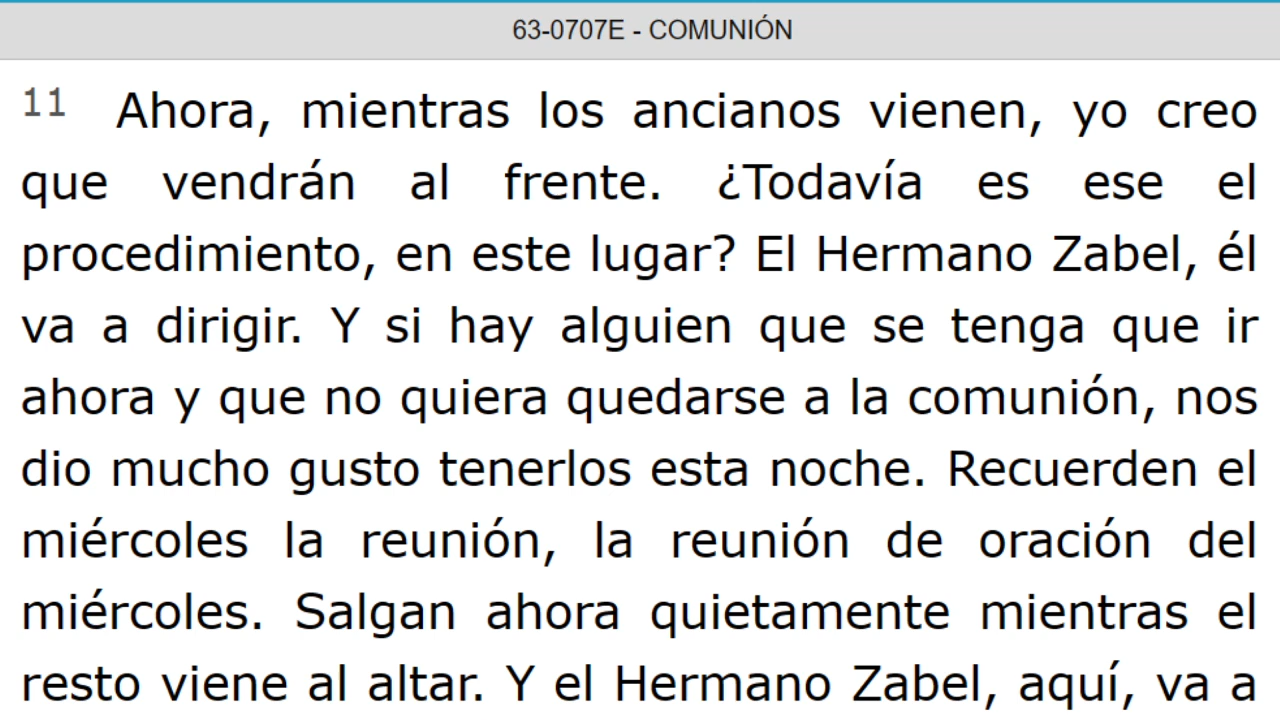 63-0707E - COMUNIÓN
11 Ahora, mientras los ancianos vienen, yo creo
que vendrán al frente. ¿Todavía es ese el
procedimiento, en este lugar? El Hermano Zabel, él
va a dirigir. Y si hay alguien que se tenga que ir
ahora y que no quiera quedarse a la comunión, nos
dio mucho gusto tenerlos esta noche. Recuerden el
miércoles la reunión, la reunión de oración del
miércoles. Salgan ahora quietamente mientras el
resto viene al altar. Y el Hermano Zabel, aquí, va a